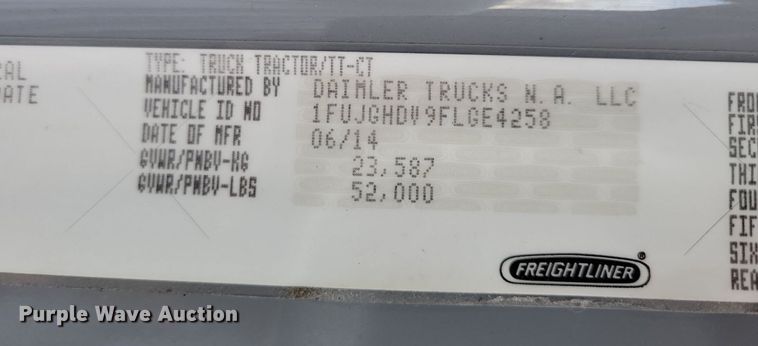 CAL
DATE
TYPE: TRUCK TRACTOR/TT-CT
MANUFACTURED BY DAIMLER TRUCKS N.A. LLC
VEHICLE ID NO 1FUJGHDV9FLGE4258
DATE OF MFR 06/14
GVWR/PNBV-KG 23,587
GVWR/PNBV-LBS 52,000
FRO
FIR
SEC
THI
FOU
FIF
SIX
REA
FREIGHTLINER®
Purple Wave Auction